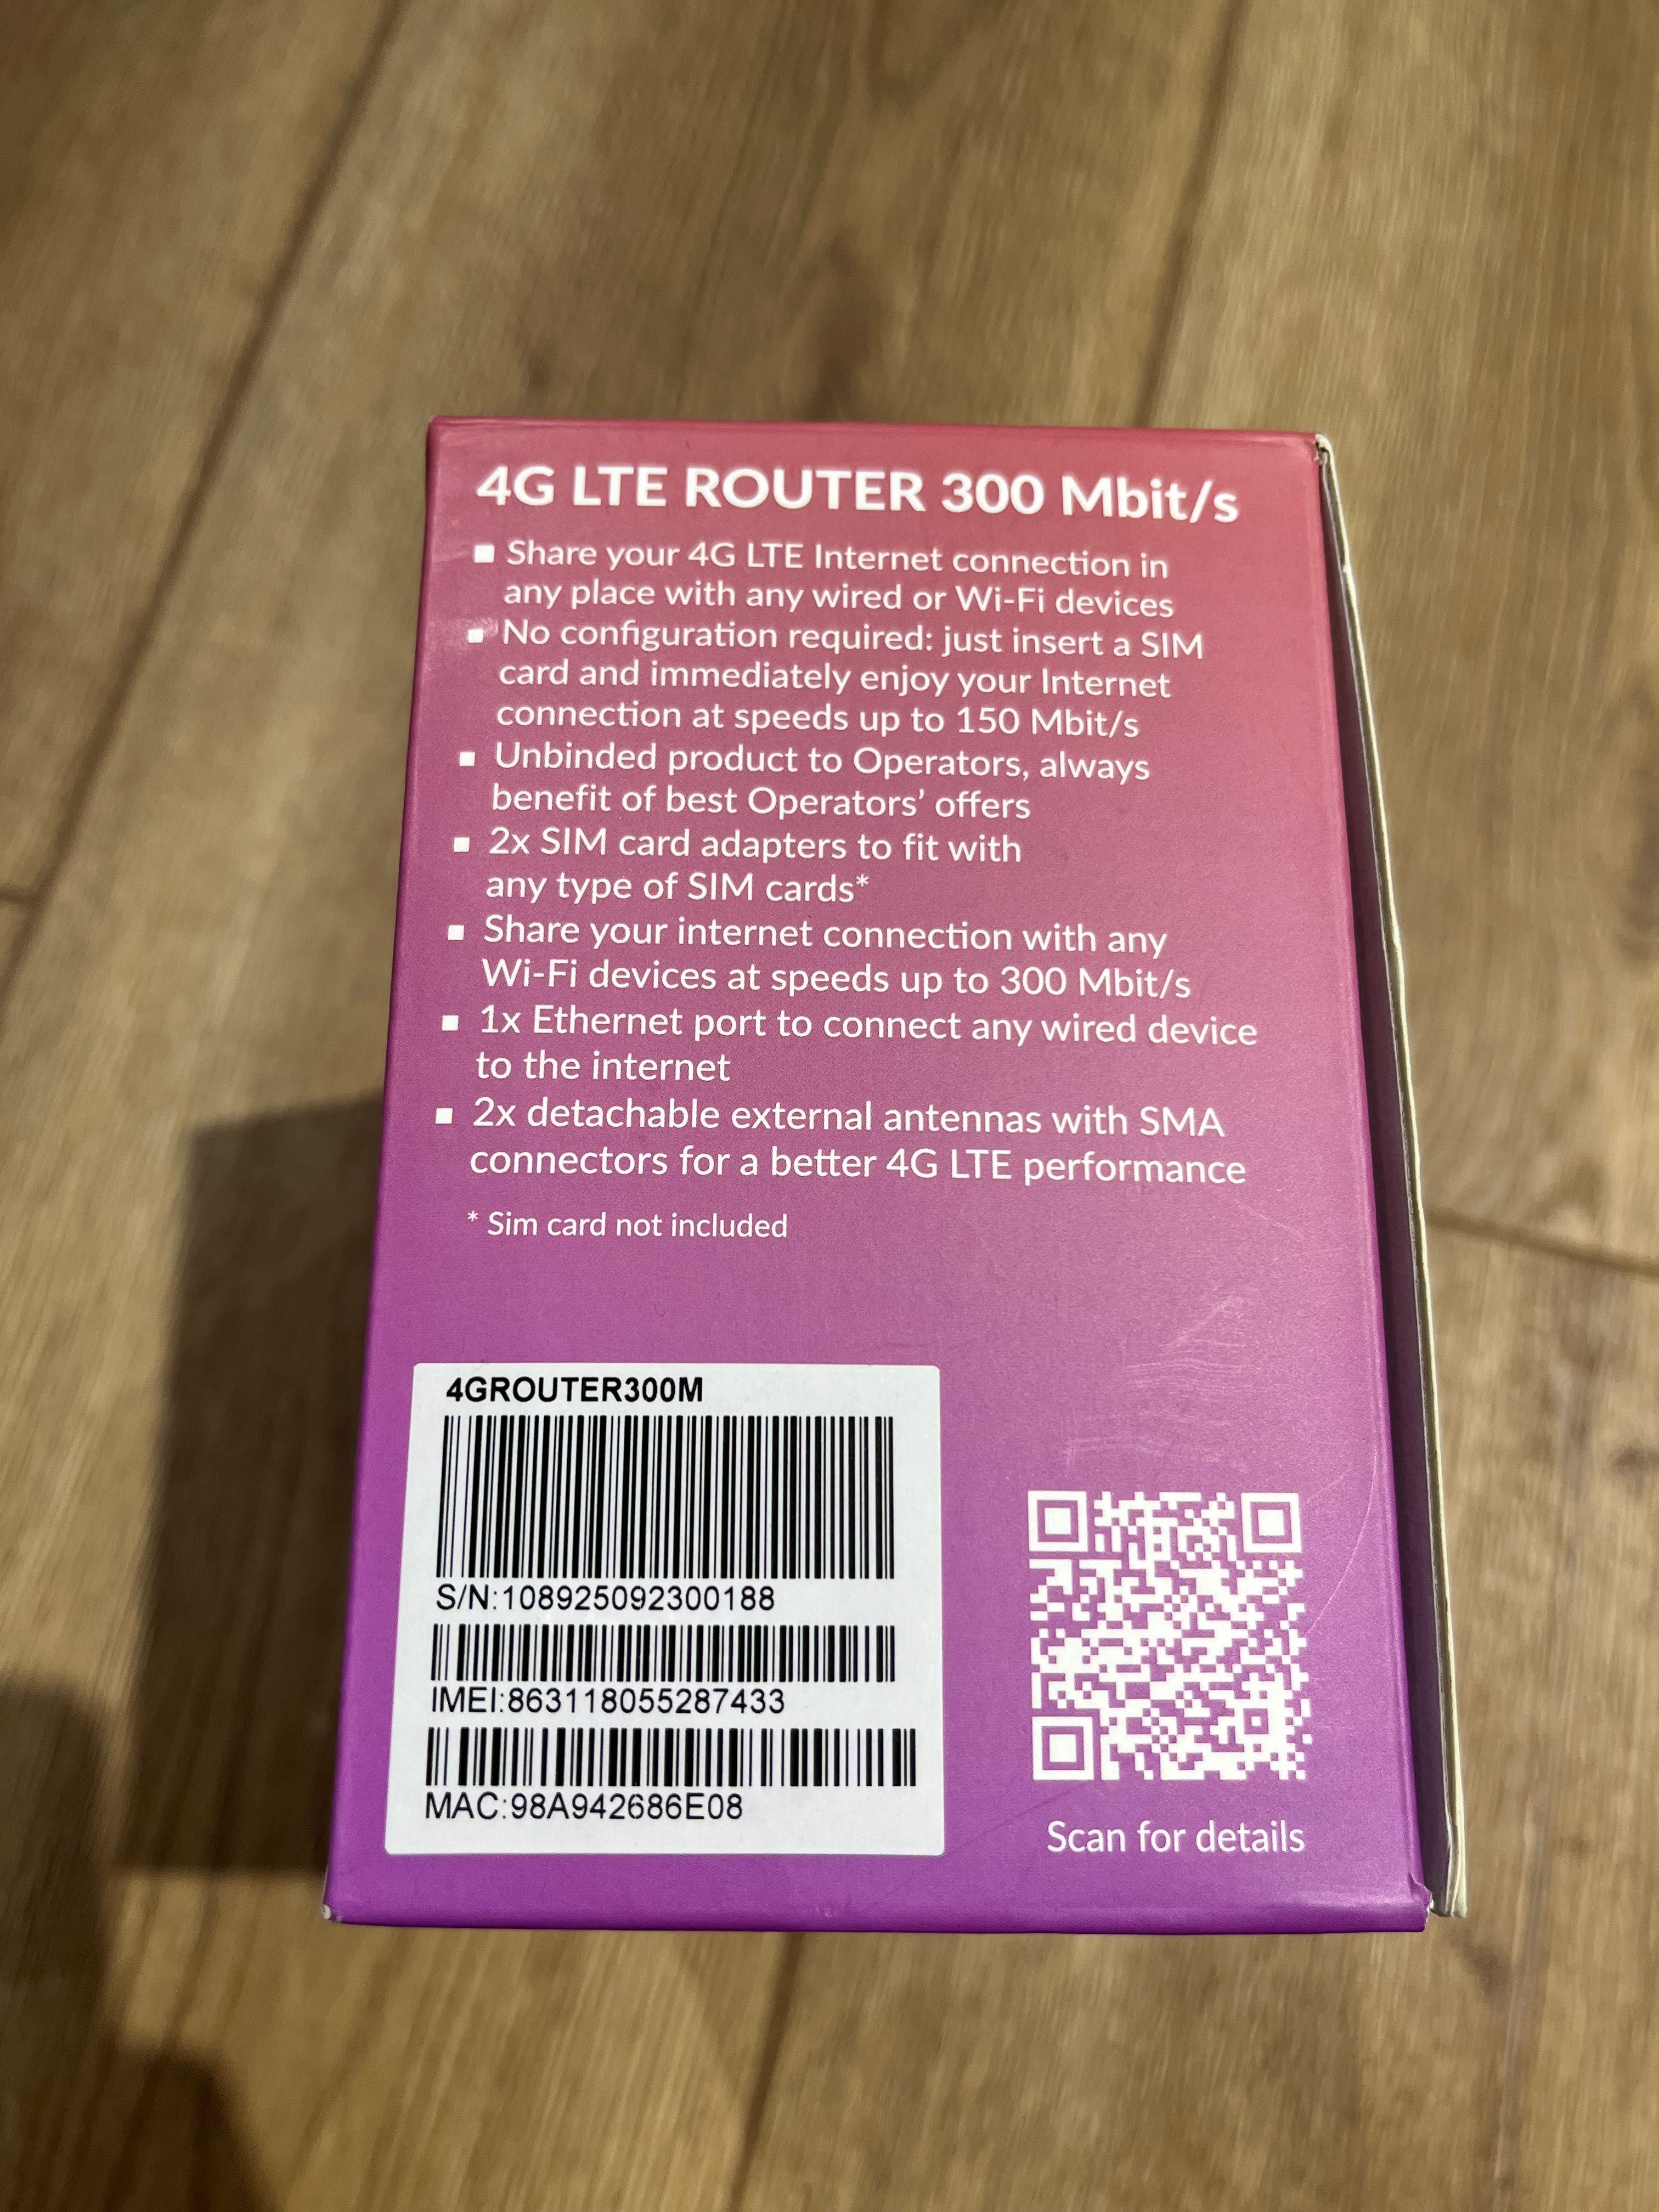 4G LTE ROUTER 300 Mbit/s
▪ Share your 4G LTE Internet connection in
any place with any wired or Wi-Fi devices
▪ No configuration required: just insert a SIM
card and immediately enjoy your Internet
connection at speeds up to 150 Mbit/s
▪ Unbinded product to Operators, always
benefit of best Operators’ offers
▪ 2x SIM card adapters to fit with
any type of SIM cards*
▪ Share your internet connection with any
Wi-Fi devices at speeds up to 300 Mbit/s
▪ 1x Ethernet port to connect any wired device
to the internet
▪ 2x detachable external antennas with SMA
connectors for a better 4G LTE performance
* Sim card not included
4GROUTER300M
S/N:108925092300188
IMEI:863118055287433
MAC:98A942686E08
Scan for details